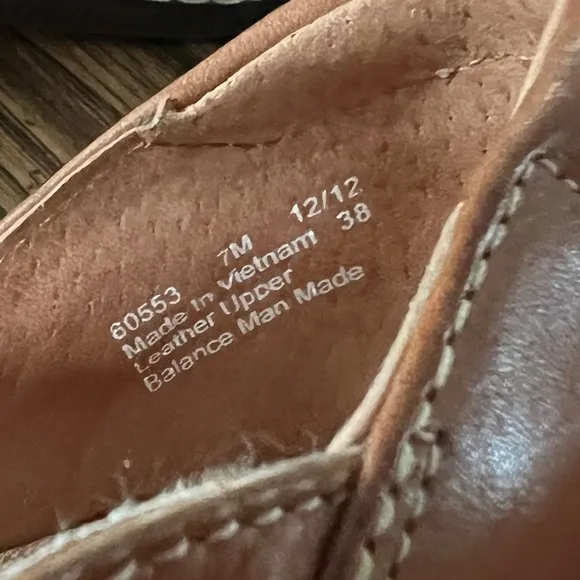 60553 7M 12/12
Made In Vietnam 38
Leather Upper
Balance Man Made